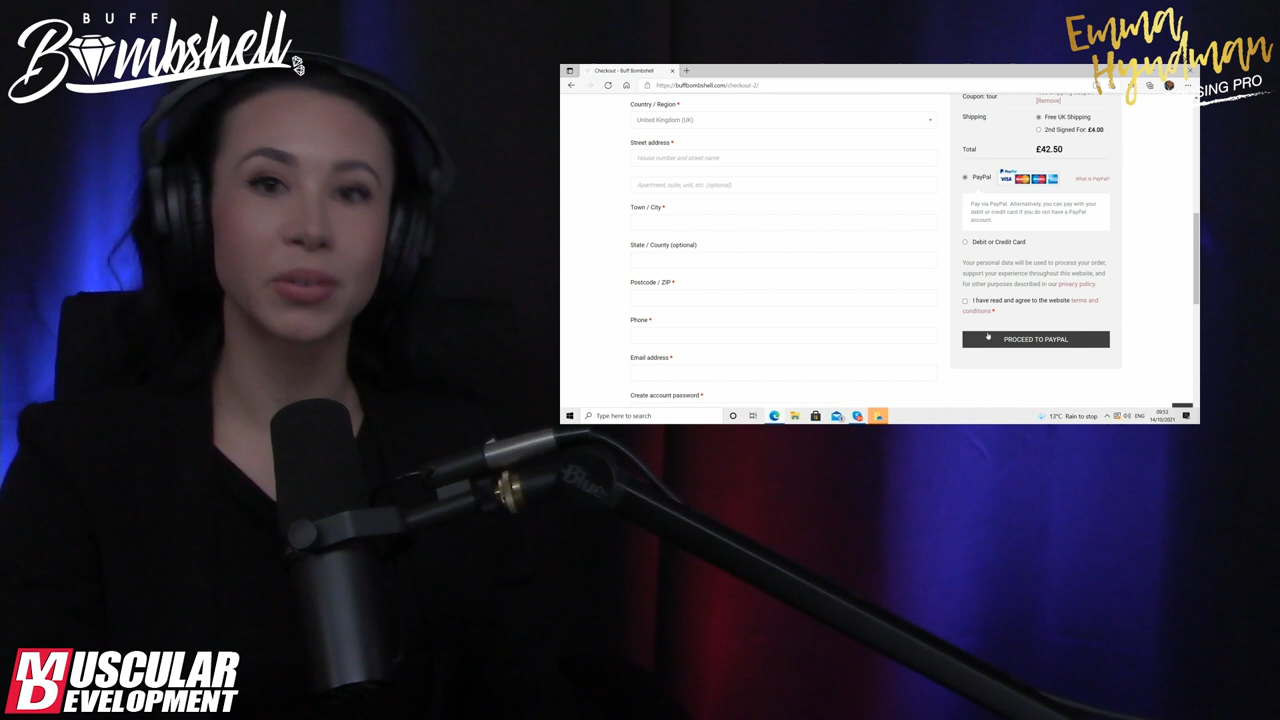 BUFF
Bombshell
Emma
Hyndman
SING PRO
Checkout - Buff Bombshell
https://buffbombshell.com/checkout-2/
Country / Region *
United Kingdom (UK)
Street address *
House number and street name
Apartment, suite, unit, etc. (optional)
Town / City *
State / County (optional)
Postcode / ZIP *
Phone *
Email address *
Create account password *
Coupon: tour
[Remove]
Shipping
Free UK Shipping
2nd Signed For: £4.00
Total
£42.50
PayPal
PayPal
VISA
What is PayPal?
Pay via PayPal. Alternatively, you can pay with your
debit or credit card if you do not have a PayPal
account.
Debit or Credit Card
Your personal data will be used to process your order,
support your experience throughout this website, and
for other purposes described in our privacy policy.
I have read and agree to the website terms and
conditions *
PROCEED TO PAYPAL
Type here to search
13°C Rain to stop
ENG
09:53
14/10/2021
Blue
MUSCULAR
DEVELOPMENT